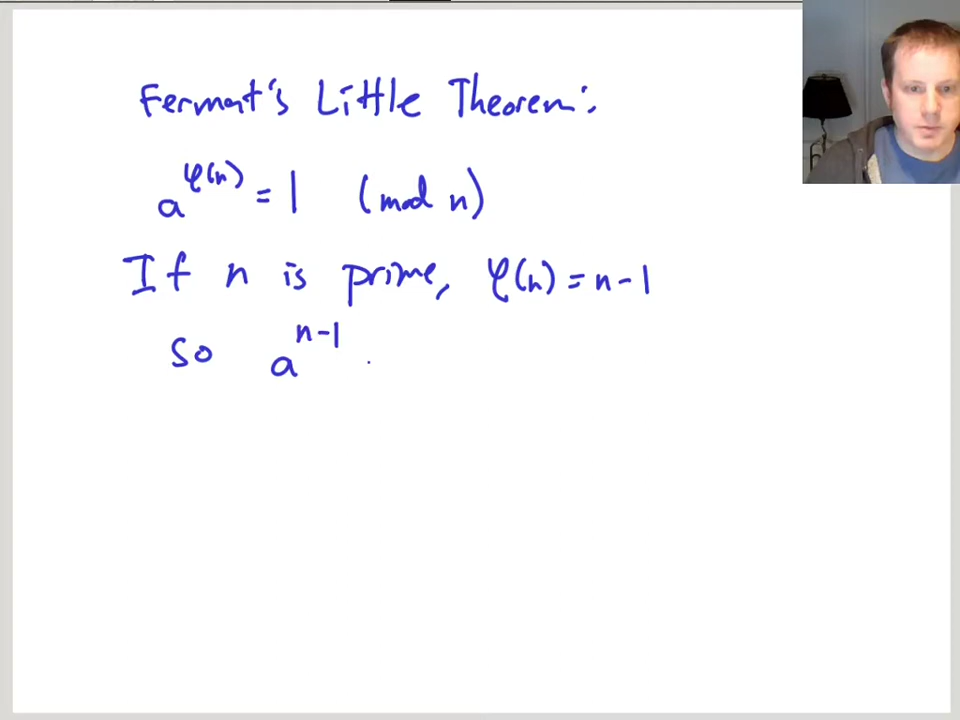 Fermat's Little Theorem:
a^φ(n) = 1 (mod n)
If n is prime, φ(n) = n-1
So a^n-1